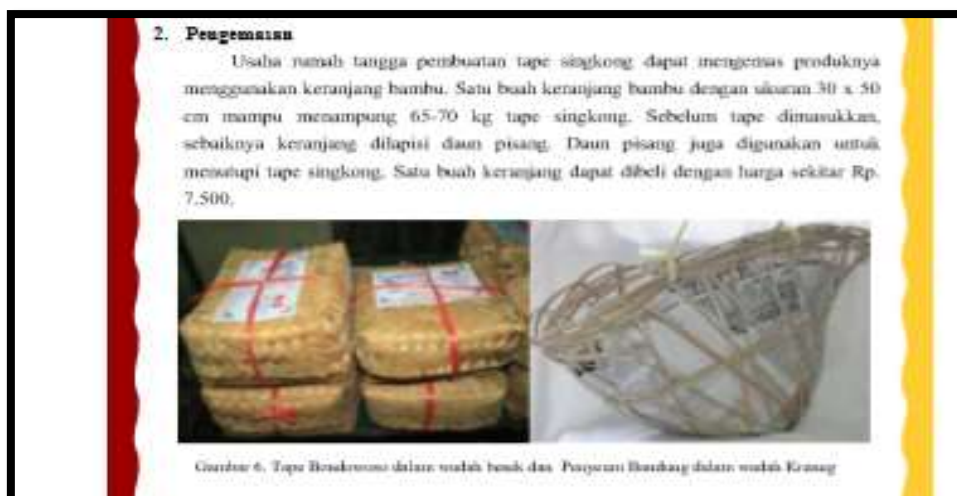 2. Pengemasan
Usaha rumah tangga pembuatan tape singkong dapat mengemas produknya
menggunakan keranjang bambu. Satu buah keranjang bambu dengan ukuran 30 x 50
cm mampu menampung 65-70 kg tape singkong. Sebelum tape dimasukkan,
sebaiknya keranjang dilapisi daun pisang. Daun pisang juga digunakan untuk
menutupi tape singkong. Satu buah keranjang dapat dibeli dengan harga sekitar Rp.
7.500.
Gambar 6. Tape Bondowoso dalam wadah besek dan Peuyeum Bandung dalam wadah Kranag